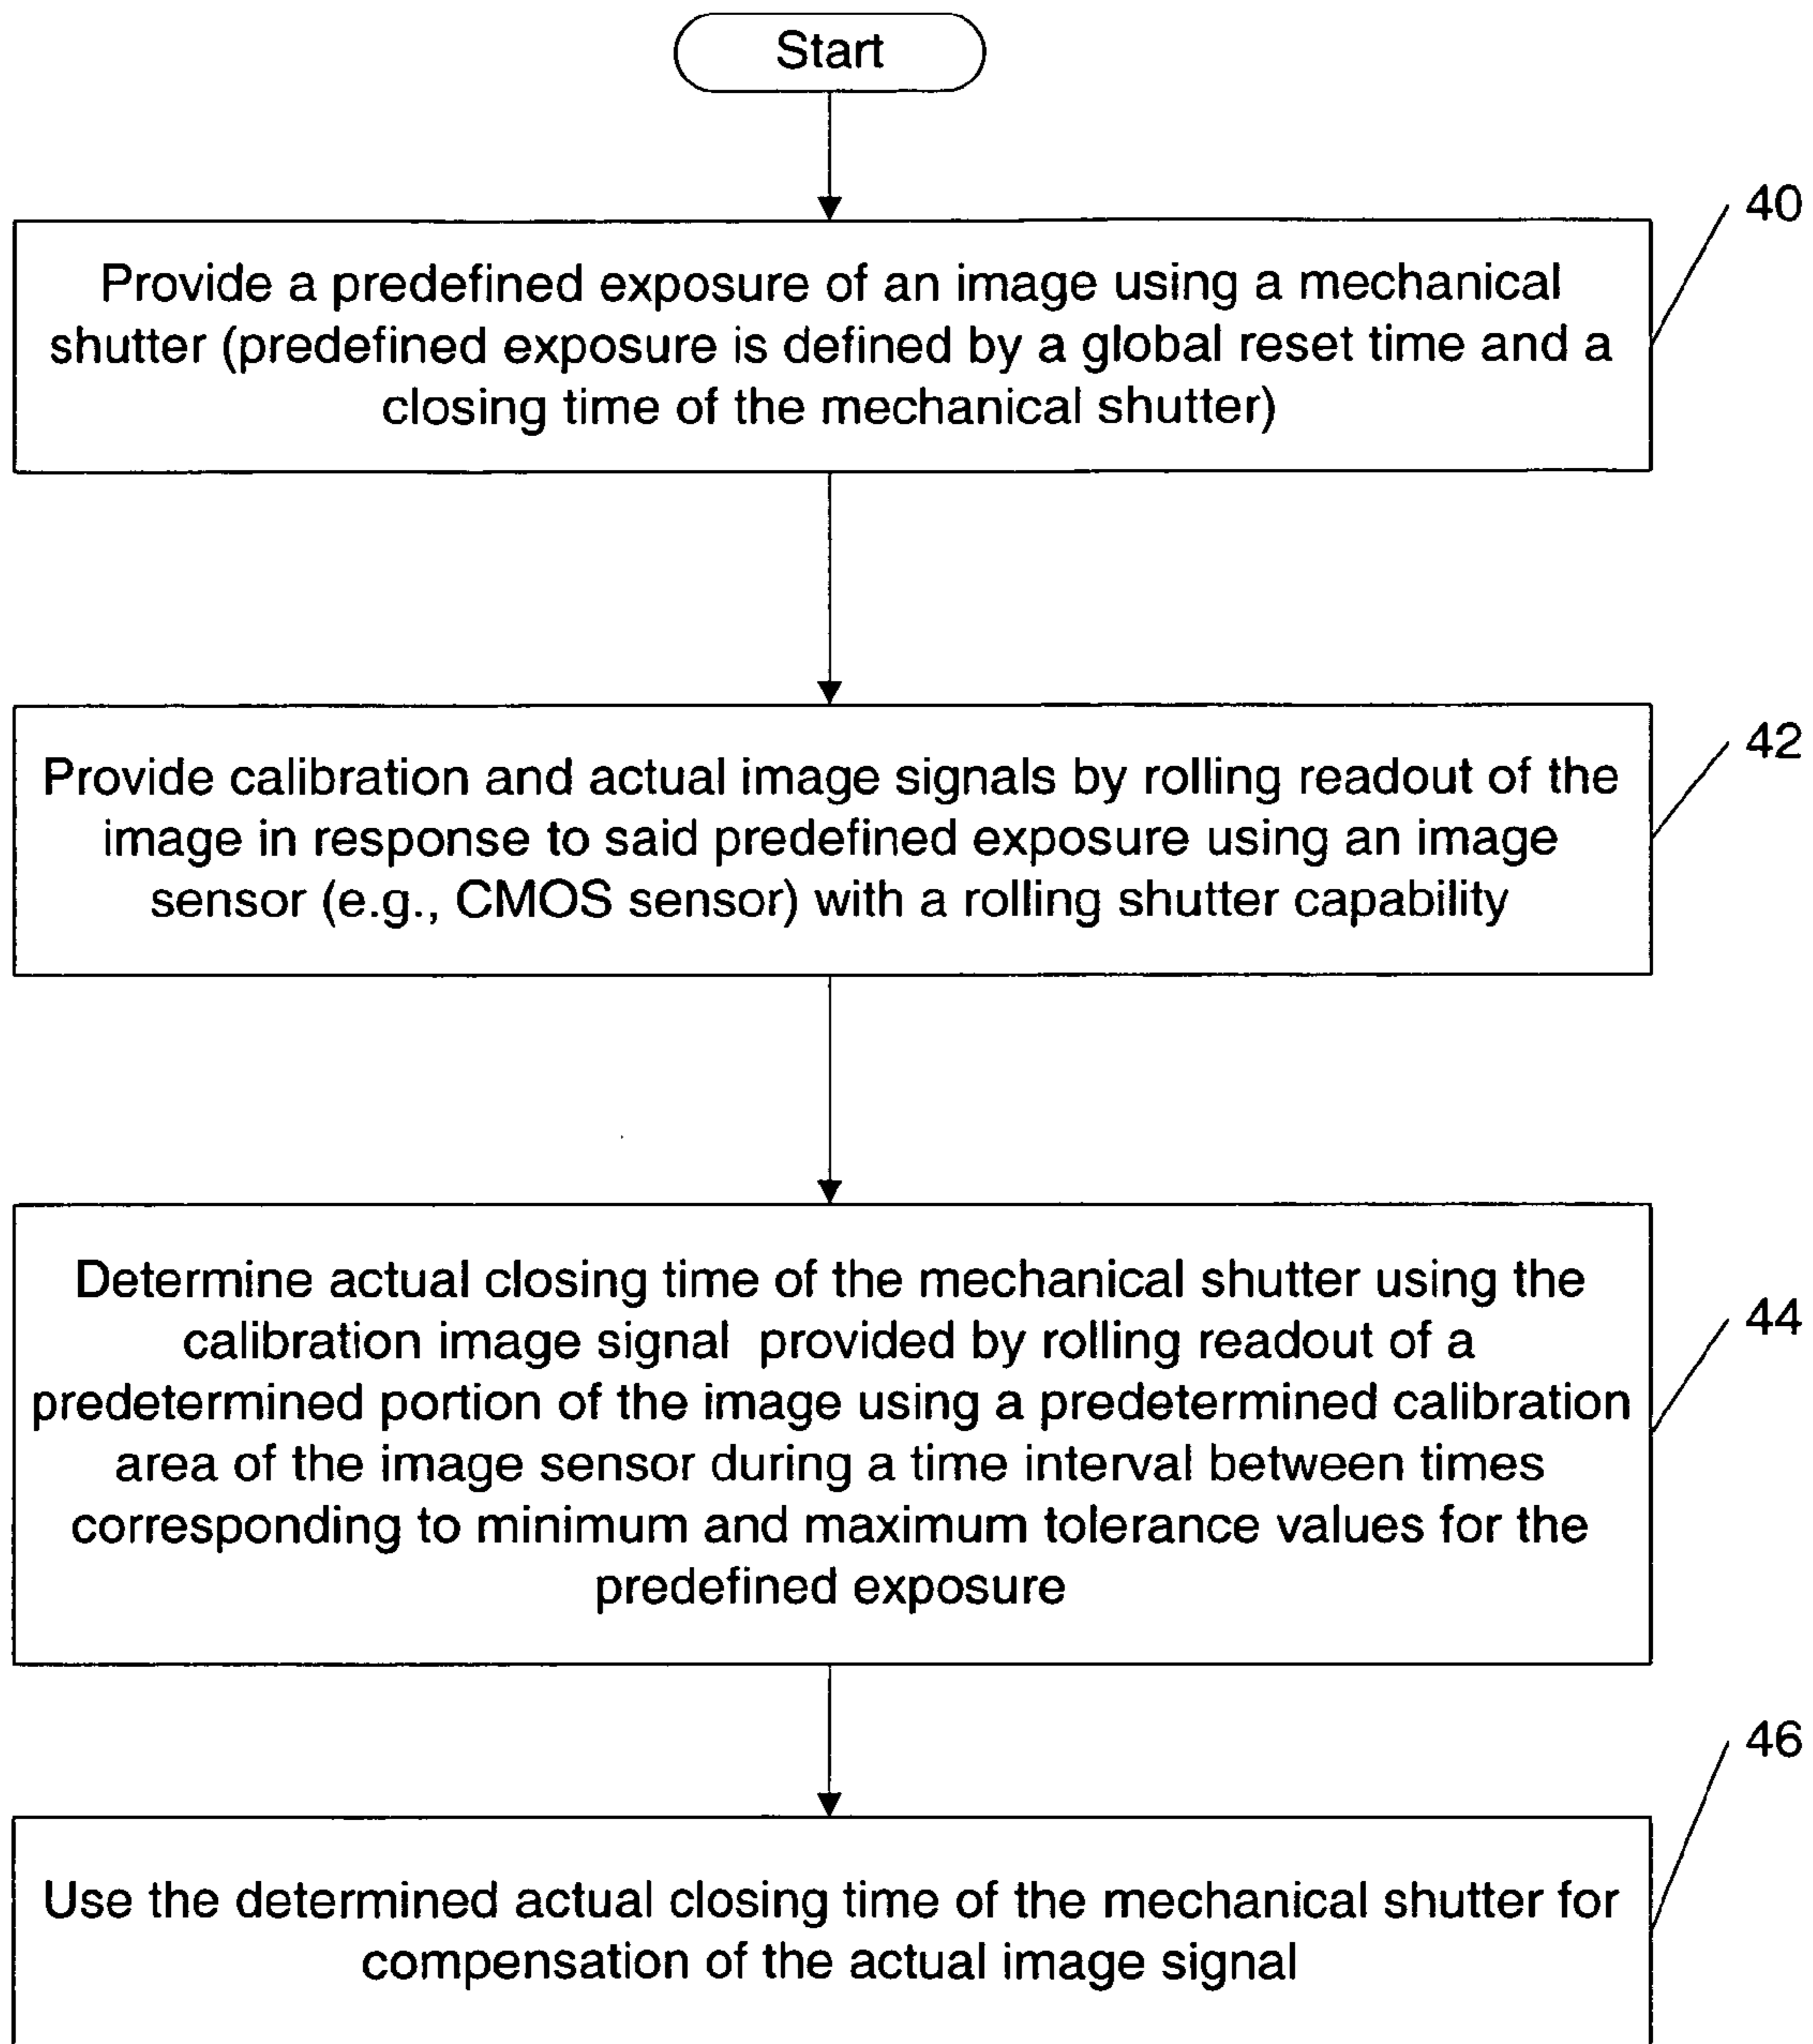 Start
40
Provide a predefined exposure of an image using a mechanical
shutter (predefined exposure is defined by a global reset time and a
closing time of the mechanical shutter)
42
Provide calibration and actual image signals by rolling readout of the
image in response to said predefined exposure using an image
sensor (e.g., CMOS sensor) with a rolling shutter capability
44
Determine actual closing time of the mechanical shutter using the
calibration image signal provided by rolling readout of a
predetermined portion of the image using a predetermined calibration
area of the image sensor during a time interval between times
corresponding to minimum and maximum tolerance values for the
predefined exposure
46
Use the determined actual closing time of the mechanical shutter for
compensation of the actual image signal